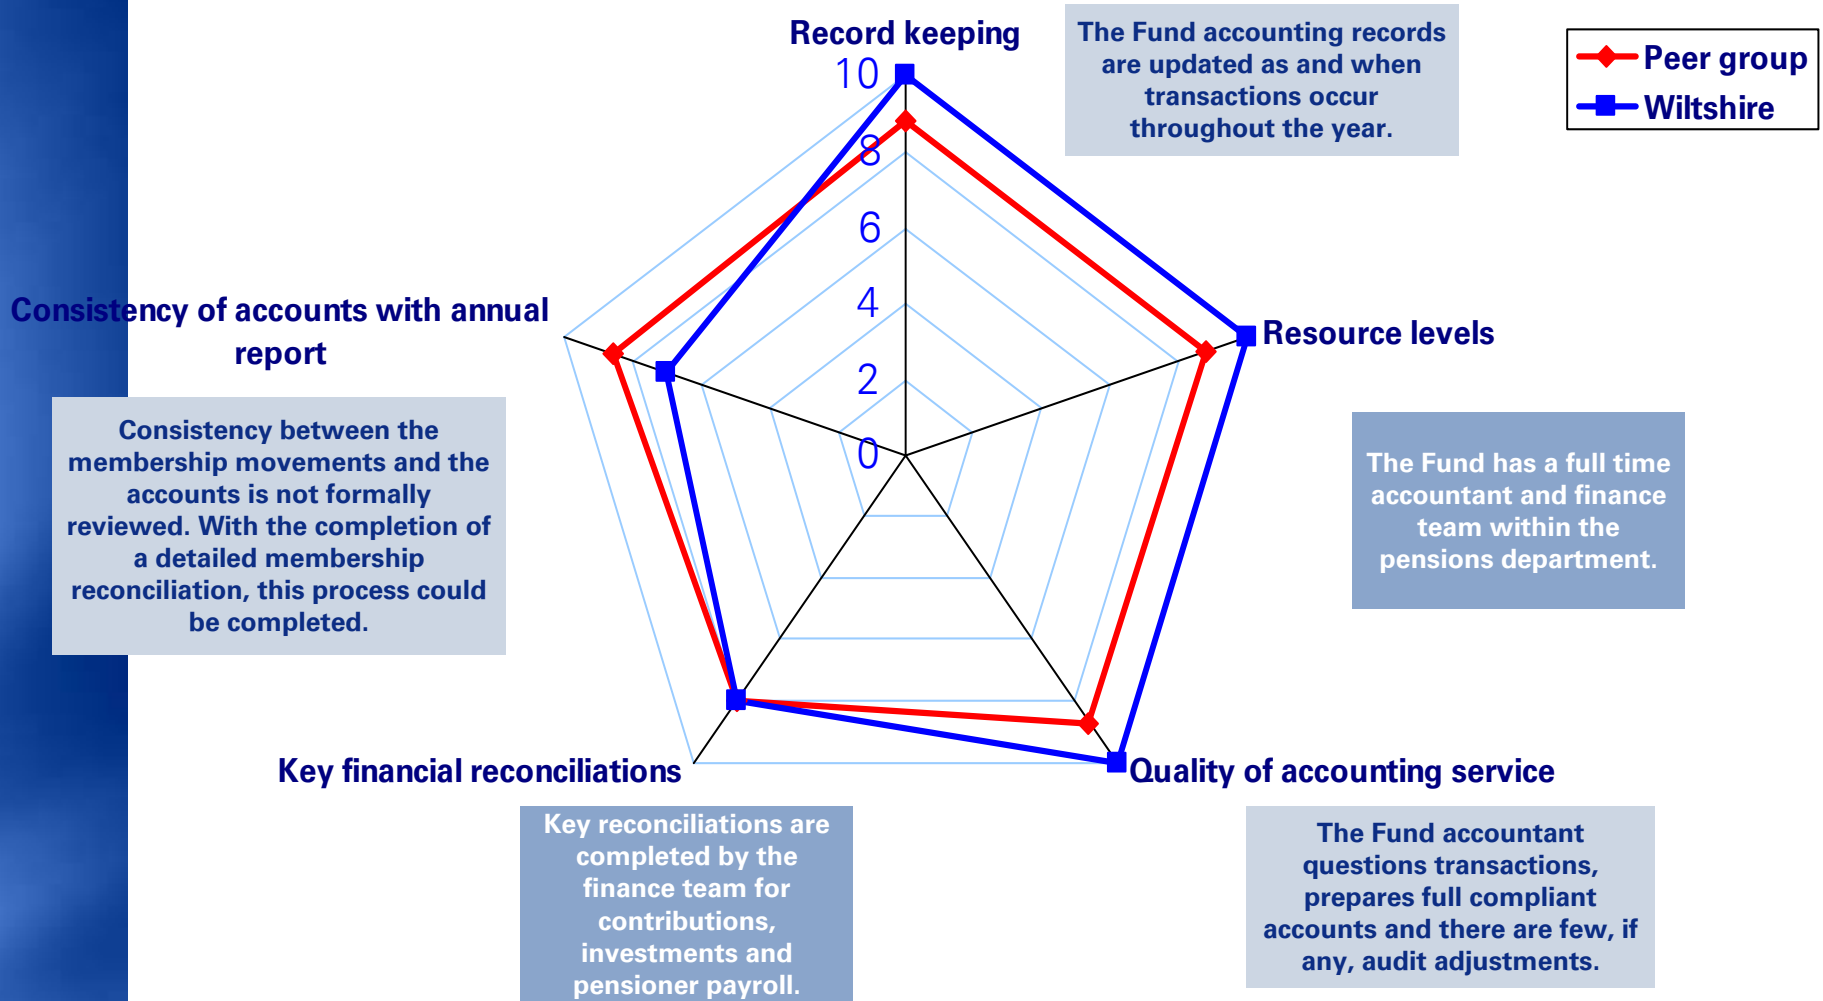 Record keeping
The Fund accounting records
are updated as and when
transactions occur
throughout the year.
Peer group
Wiltshire
10
8
6
4
2
0
Consistency of accounts with annual
report
Resource levels
Consistency between the
membership movements and the
accounts is not formally
reviewed. With the completion of
a detailed membership
reconciliation, this process could
be completed.
The Fund has a full time
accountant and finance
team within the
pensions department.
Key financial reconciliations
Quality of accounting service
Key reconciliations are
completed by the
finance team for
contributions,
investments and
pensioner payroll.
The Fund accountant
questions transactions,
prepares full compliant
accounts and there are few, if
any, audit adjustments.